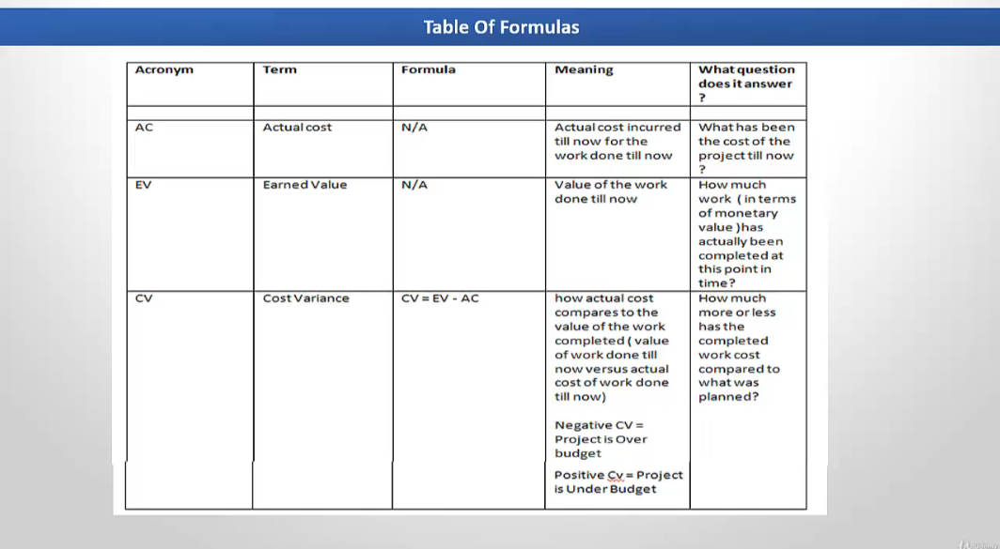 Table Of Formulas
Acronym
Term
Formula
Meaning
What question
does it answer
?
AC
Actual cost
N/A
Actual cost incurred
till now for the
work done till now
What has been
the cost of the
project till now
?
EV
Earned Value
N/A
Value of the work
done till now
How much
work ( in terms
of monetary
value )has
actually been
completed at
this point in
time?
CV
Cost Variance
CV = EV - AC
how actual cost
compares to the
value of the work
completed ( value
of work done till
now versus actual
cost of work done
till now)
Negative CV =
Project is Over
budget
Positive Cv = Project
is Under Budget
How much
more or less
has the
completed
work cost
compared to
what was
planned?